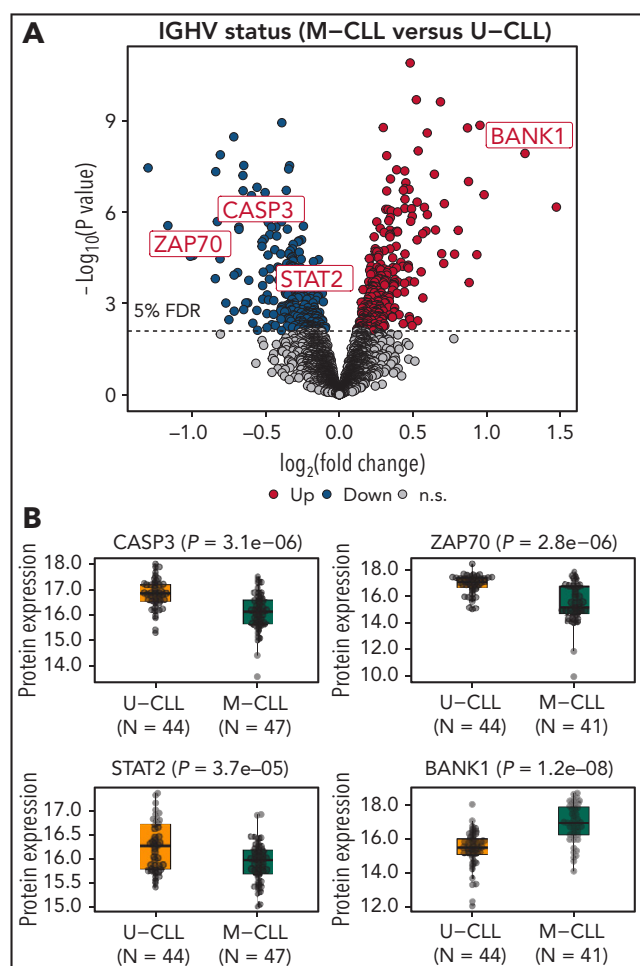 A
IGHV status (M−CLL versus U−CLL)
− Log10(P value)
9
6
3
0
BANK1
CASP3
ZAP70
STAT2
5% FDR
−1.0 −0.5 0.0 0.5 1.0 1.5
log2(fold change)
Up Down n.s.
B
CASP3 (P = 3.1e−06)
Protein expression
18.0
17.0
16.0
15.0
14.0
U−CLL M−CLL
(N = 44) (N = 47)
ZAP70 (P = 2.8e−06)
Protein expression
18.0
16.0
14.0
12.0
10.0
U−CLL M−CLL
(N = 44) (N = 41)
STAT2 (P = 3.7e−05)
Protein expression
17.0
16.5
16.0
15.5
15.0
U−CLL M−CLL
(N = 44) (N = 47)
BANK1 (P = 1.2e−08)
Protein expression
18.0
16.0
14.0
12.0
U−CLL M−CLL
(N = 44) (N = 41)